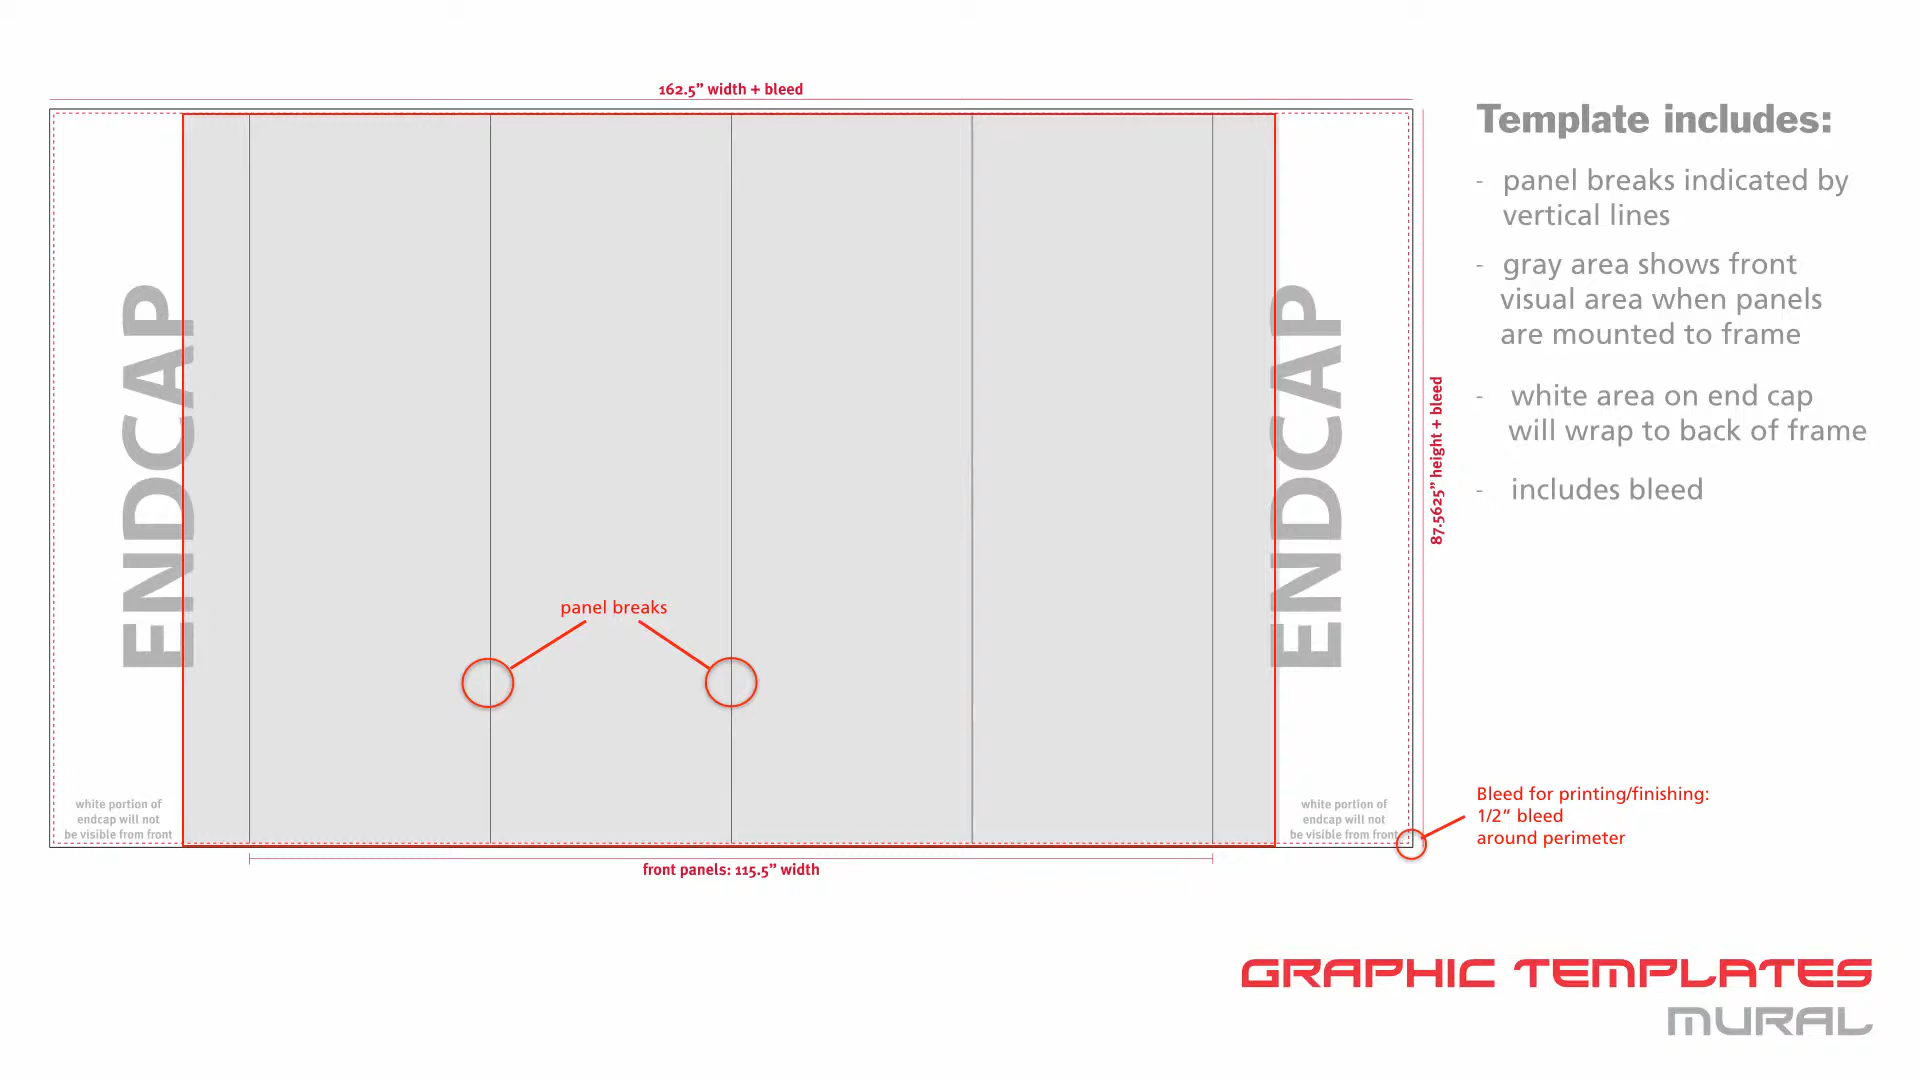 162.5” width + bleed
Template includes:
- panel breaks indicated by
vertical lines
- gray area shows front
visual area when panels
are mounted to frame
- white area on end cap
will wrap to back of frame
- includes bleed
ENDCAP
ENDCAP
87.5625” height + bleed
panel breaks
white portion of
endcap will not
be visible from front
white portion of
endcap will not
be visible from front
Bleed for printing/finishing:
1/2” bleed
around perimeter
front panels: 115.5” width
GRAPHIC TEMPLATES
MURAL